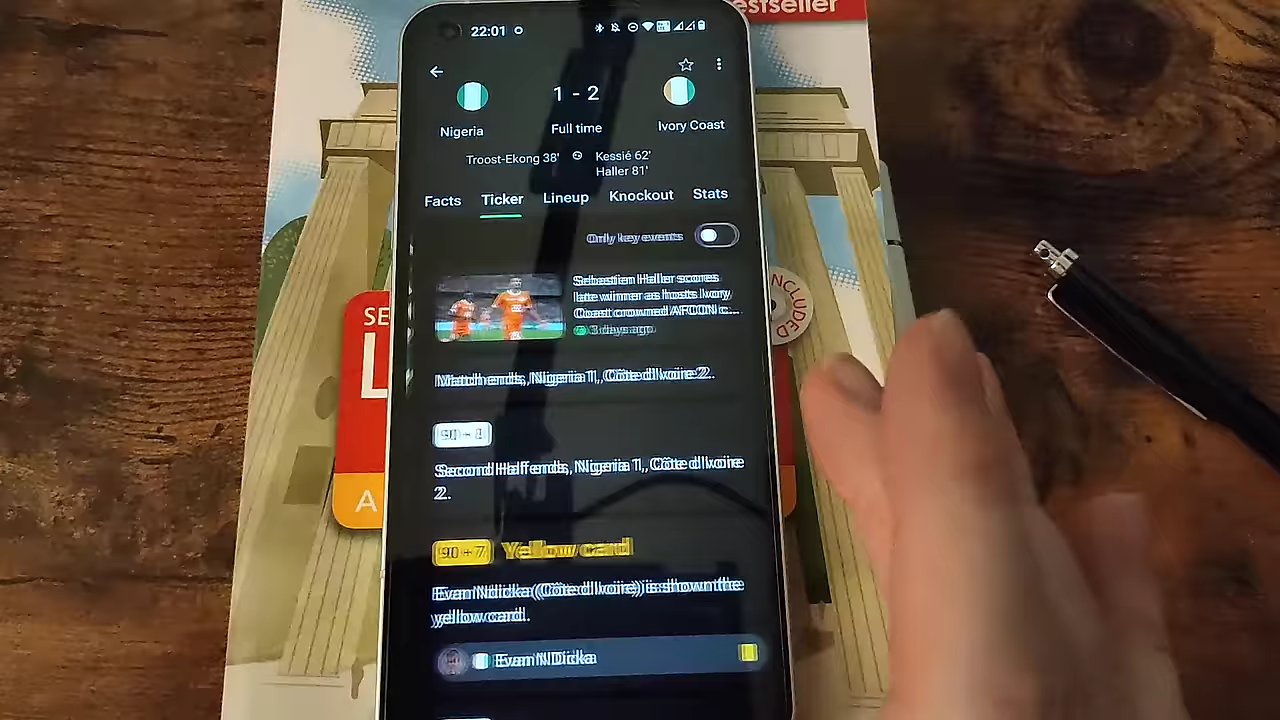 estseller
22:01
1 - 2
Nigeria
Full time
Ivory Coast
Troost-Ekong 38'
Kessié 62'
Haller 81'
Facts Ticker Lineup Knockout Stats
Only key events
Sebastien Haller scores
late winner as hosts Ivory
Coast crowned AFCON c...
3 days ago
INCLUDED
SE
L
A
Match ends, Nigeria 1, Côte d'Ivoire 2.
90 + 8
Second Half ends, Nigeria 1, Côte d'Ivoire
2.
90 + 7 Yellow card
Evan Ndicka (Côte d'Ivoire) is shown the
yellow card.
Evan N'Dicka